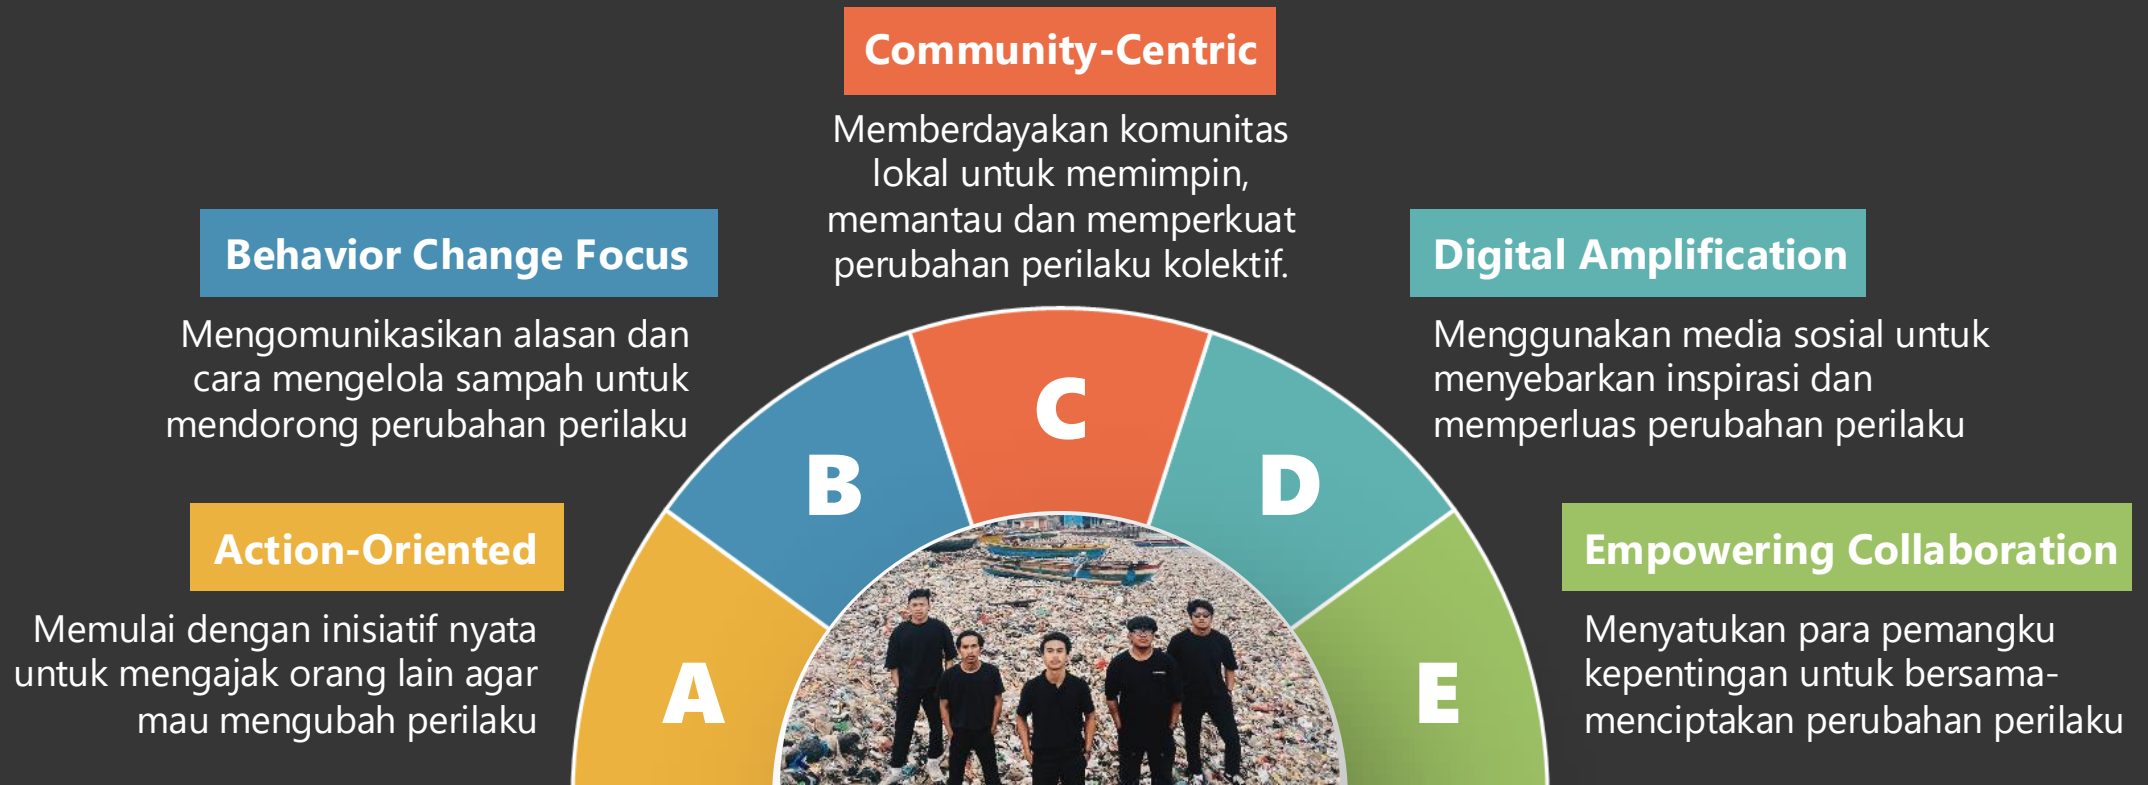 Community-Centric
Memberdayakan komunitas
lokal untuk memimpin,
memantau dan memperkuat
perubahan perilaku kolektif.
Behavior Change Focus
Mengomunikasikan alasan dan
cara mengelola sampah untuk
mendorong perubahan perilaku
Digital Amplification
Menggunakan media sosial untuk
menyebarkan inspirasi dan
memperluas perubahan perilaku
Action-Oriented
Memulai dengan inisiatif nyata
untuk mengajak orang lain agar
mau mengubah perilaku
Empowering Collaboration
Menyatukan para pemangku
kepentingan untuk bersama-
menciptakan perubahan perilaku
A
B
C
D
E